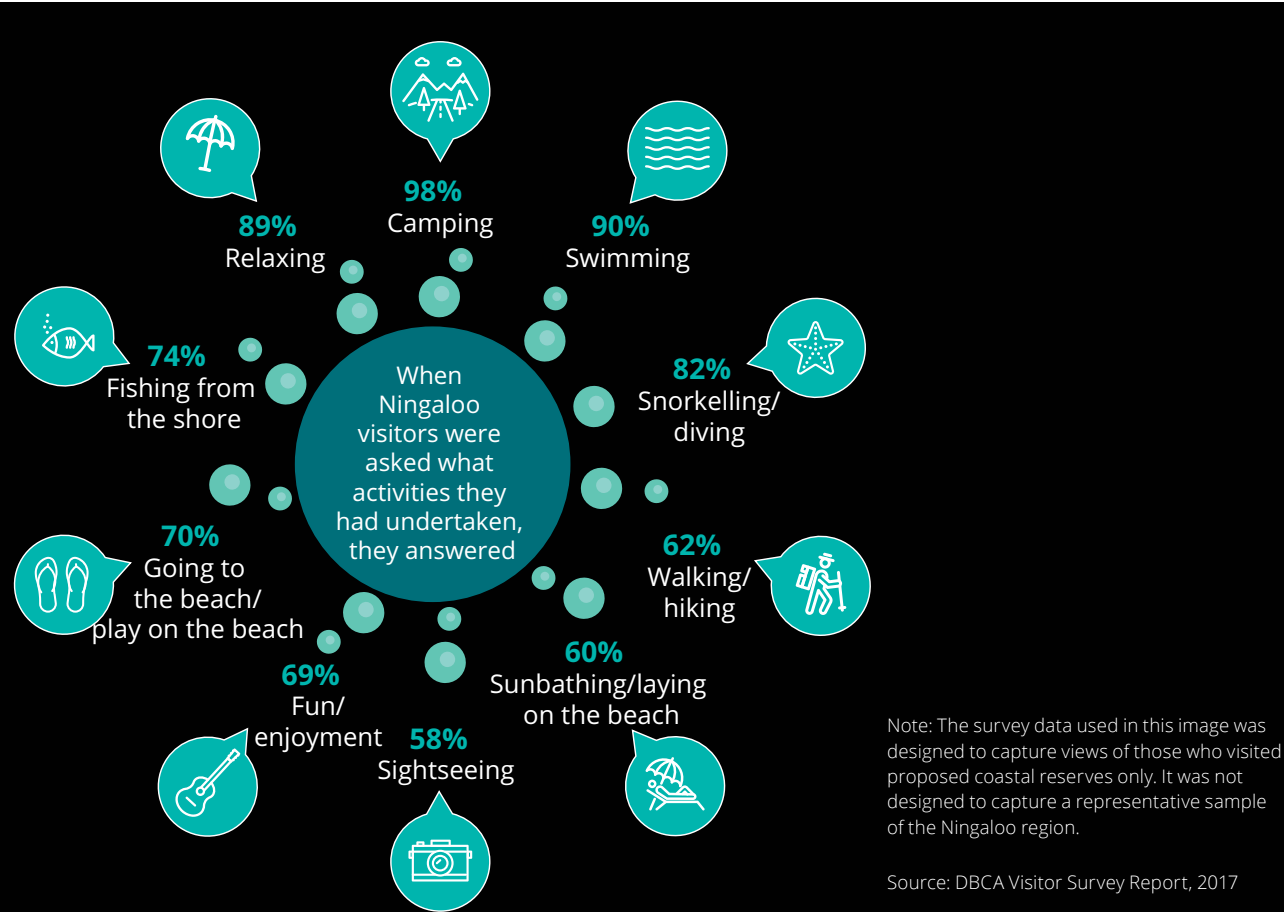 98%
Camping
89%
Relaxing
90%
Swimming
74%
Fishing from
the shore
82%
Snorkelling/
diving
When
Ningaloo
visitors were
asked what
activities they
had undertaken,
they answered
70%
Going to
the beach/
play on the beach
62%
Walking/
hiking
69%
Fun/
enjoyment
60%
Sunbathing/laying
on the beach
58%
Sightseeing
Note: The survey data used in this image was
designed to capture views of those who visited
proposed coastal reserves only. It was not
designed to capture a representative sample
of the Ningaloo region.
Source: DBCA Visitor Survey Report, 2017